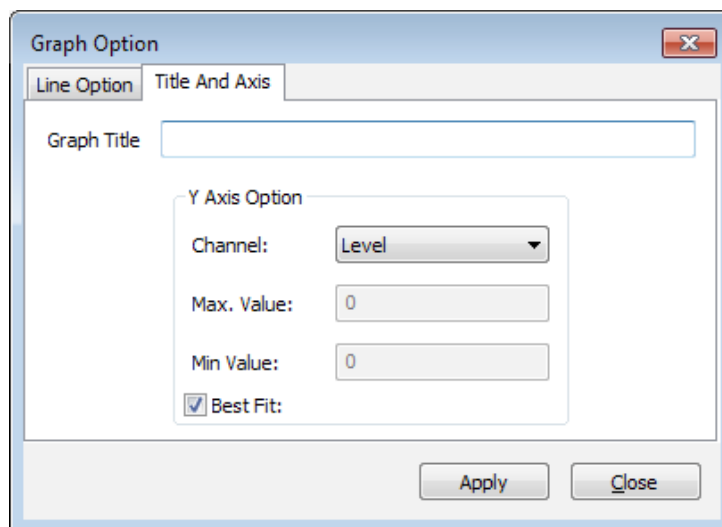 Graph Option
Line Option Title And Axis
Graph Title
Y Axis Option
Channel: Level
Max. Value: 0
Min Value: 0
Best Fit:
Apply Close